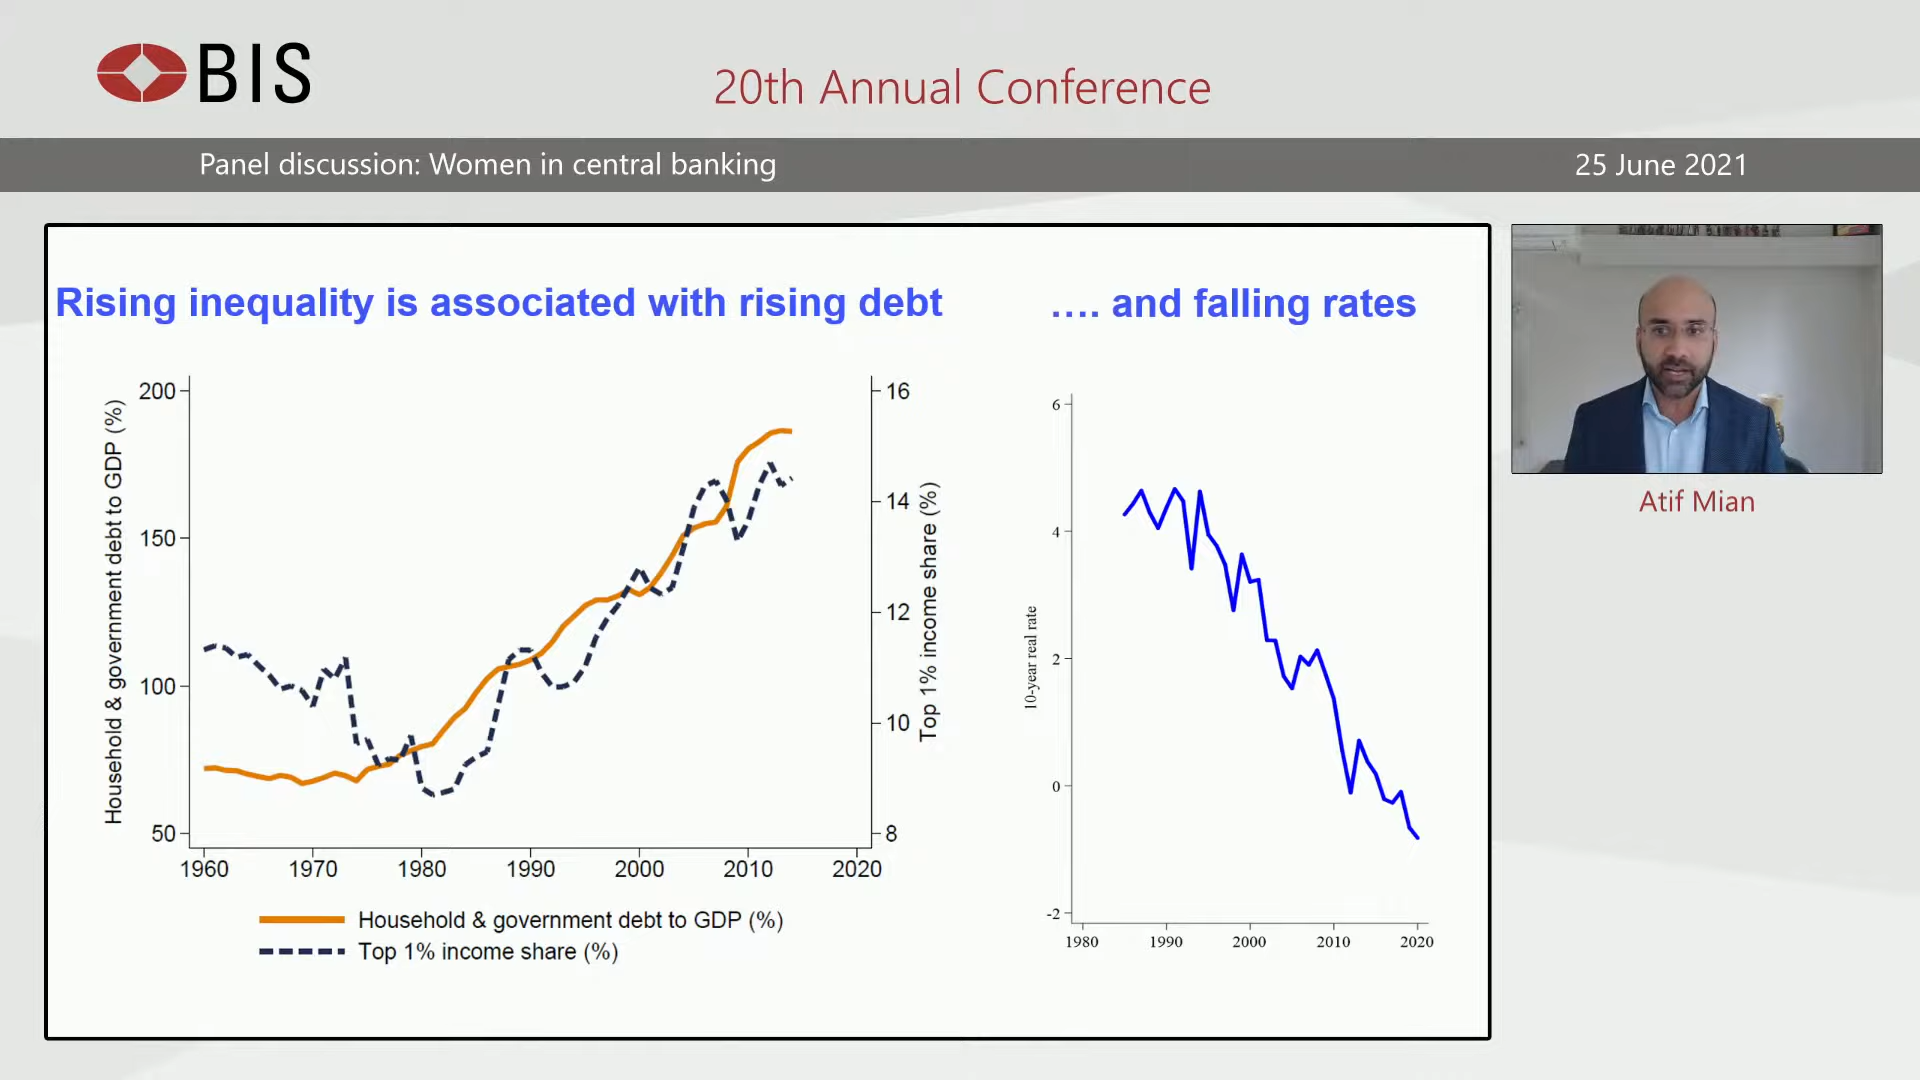 BIS
20th Annual Conference
Panel discussion: Women in central banking
25 June 2021
Rising inequality is associated with rising debt
.... and falling rates
Household & government debt to GDP (%)
200
150
100
50
16
14
12
10
8
Top 1% income share (%)
1960 1970 1980 1990 2000 2010 2020
Household & government debt to GDP (%)
Top 1% income share (%)
10-year real rate
6
4
2
0
-2
1980 1990 2000 2010 2020
Atif Mian